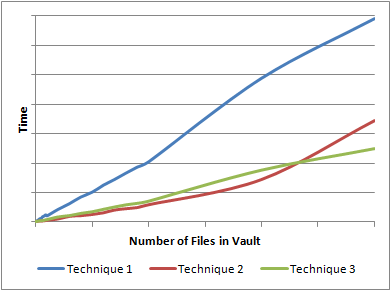 Time
Number of Files in Vault
Technique 1
Technique 2
Technique 3